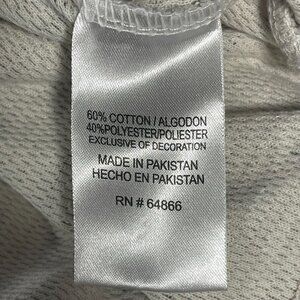 60% COTTON / ALGODON
40%POLYESTER/POLIESTER
EXCLUSIVE OF DECORATION
MADE IN PAKISTAN
HECHO EN PAKISTAN
RN # 64866